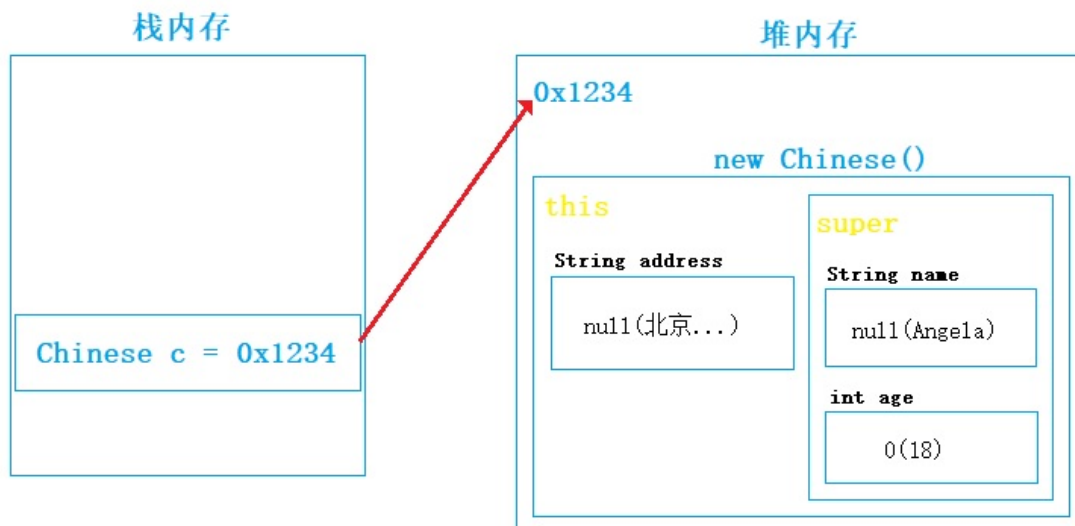 栈内存
堆内存
0x1234
new Chinese()
this
super
String address
String name
null(北京...)
null(Angela)
Chinese c = 0x1234
int age
0(18)